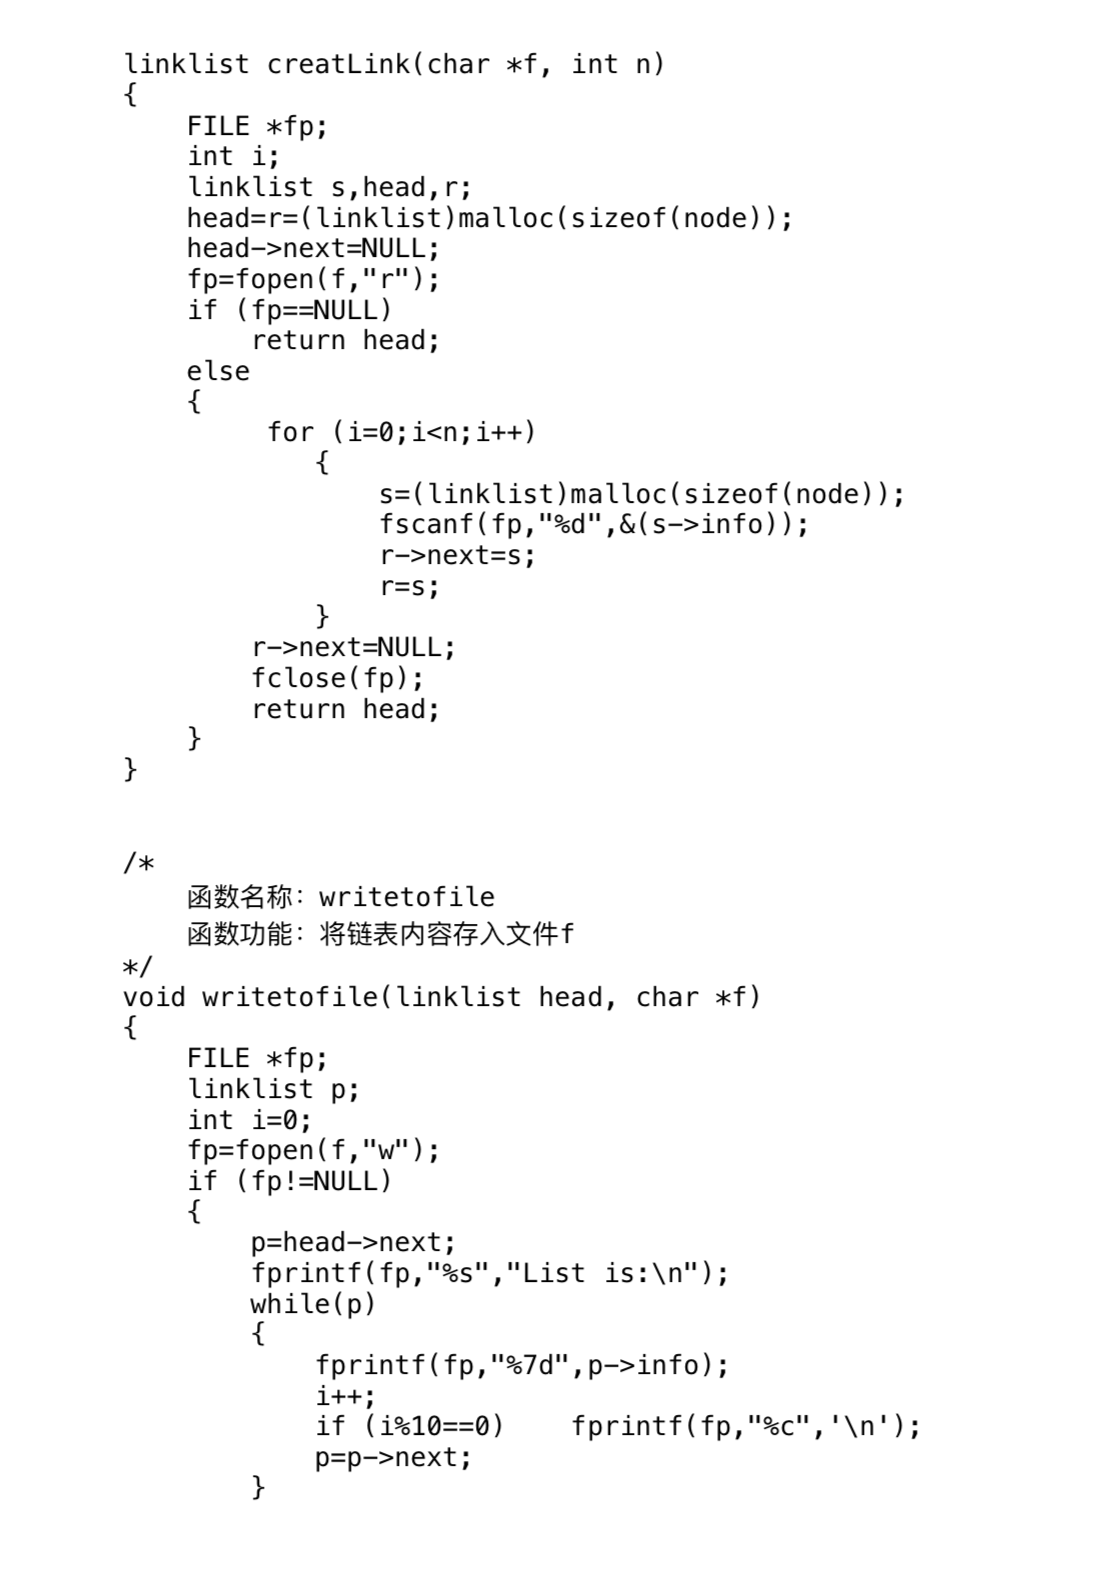 linklist creatLink(char *f, int n)
{
    FILE *fp;
    int i;
    linklist s,head,r;
    head=r=(linklist)malloc(sizeof(node));
    head->next=NULL;
    fp=fopen(f,"r");
    if (fp==NULL)
        return head;
    else
    {
         for (i=0;i<n;i++)
            {
                s=(linklist)malloc(sizeof(node));
                fscanf(fp,"%d",&(s->info));
                r->next=s;
                r=s;
            }
        r->next=NULL;
        fclose(fp);
        return head;
    }
}
/*
    函数名称：writetofile
    函数功能：将链表内容存入文件f
*/
void writetofile(linklist head, char *f)
{
    FILE *fp;
    linklist p;
    int i=0;
    fp=fopen(f,"w");
    if (fp!=NULL)
    {
        p=head->next;
        fprintf(fp,"%s","List is:\n");
        while(p)
        {
            fprintf(fp,"%7d",p->info);
            i++;
            if (i%10==0)    fprintf(fp,"%c",'\n');
            p=p->next;
        }